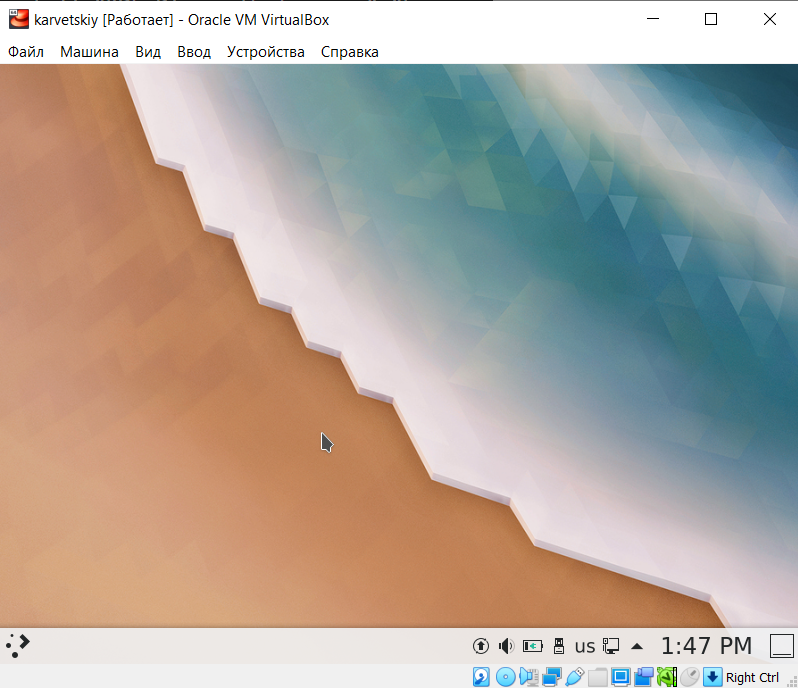 karvetskiy [Работает] - Oracle VM VirtualBox
Файл Машина Вид Ввод Устройства Справка
us 1:47 PM
Right Ctrl